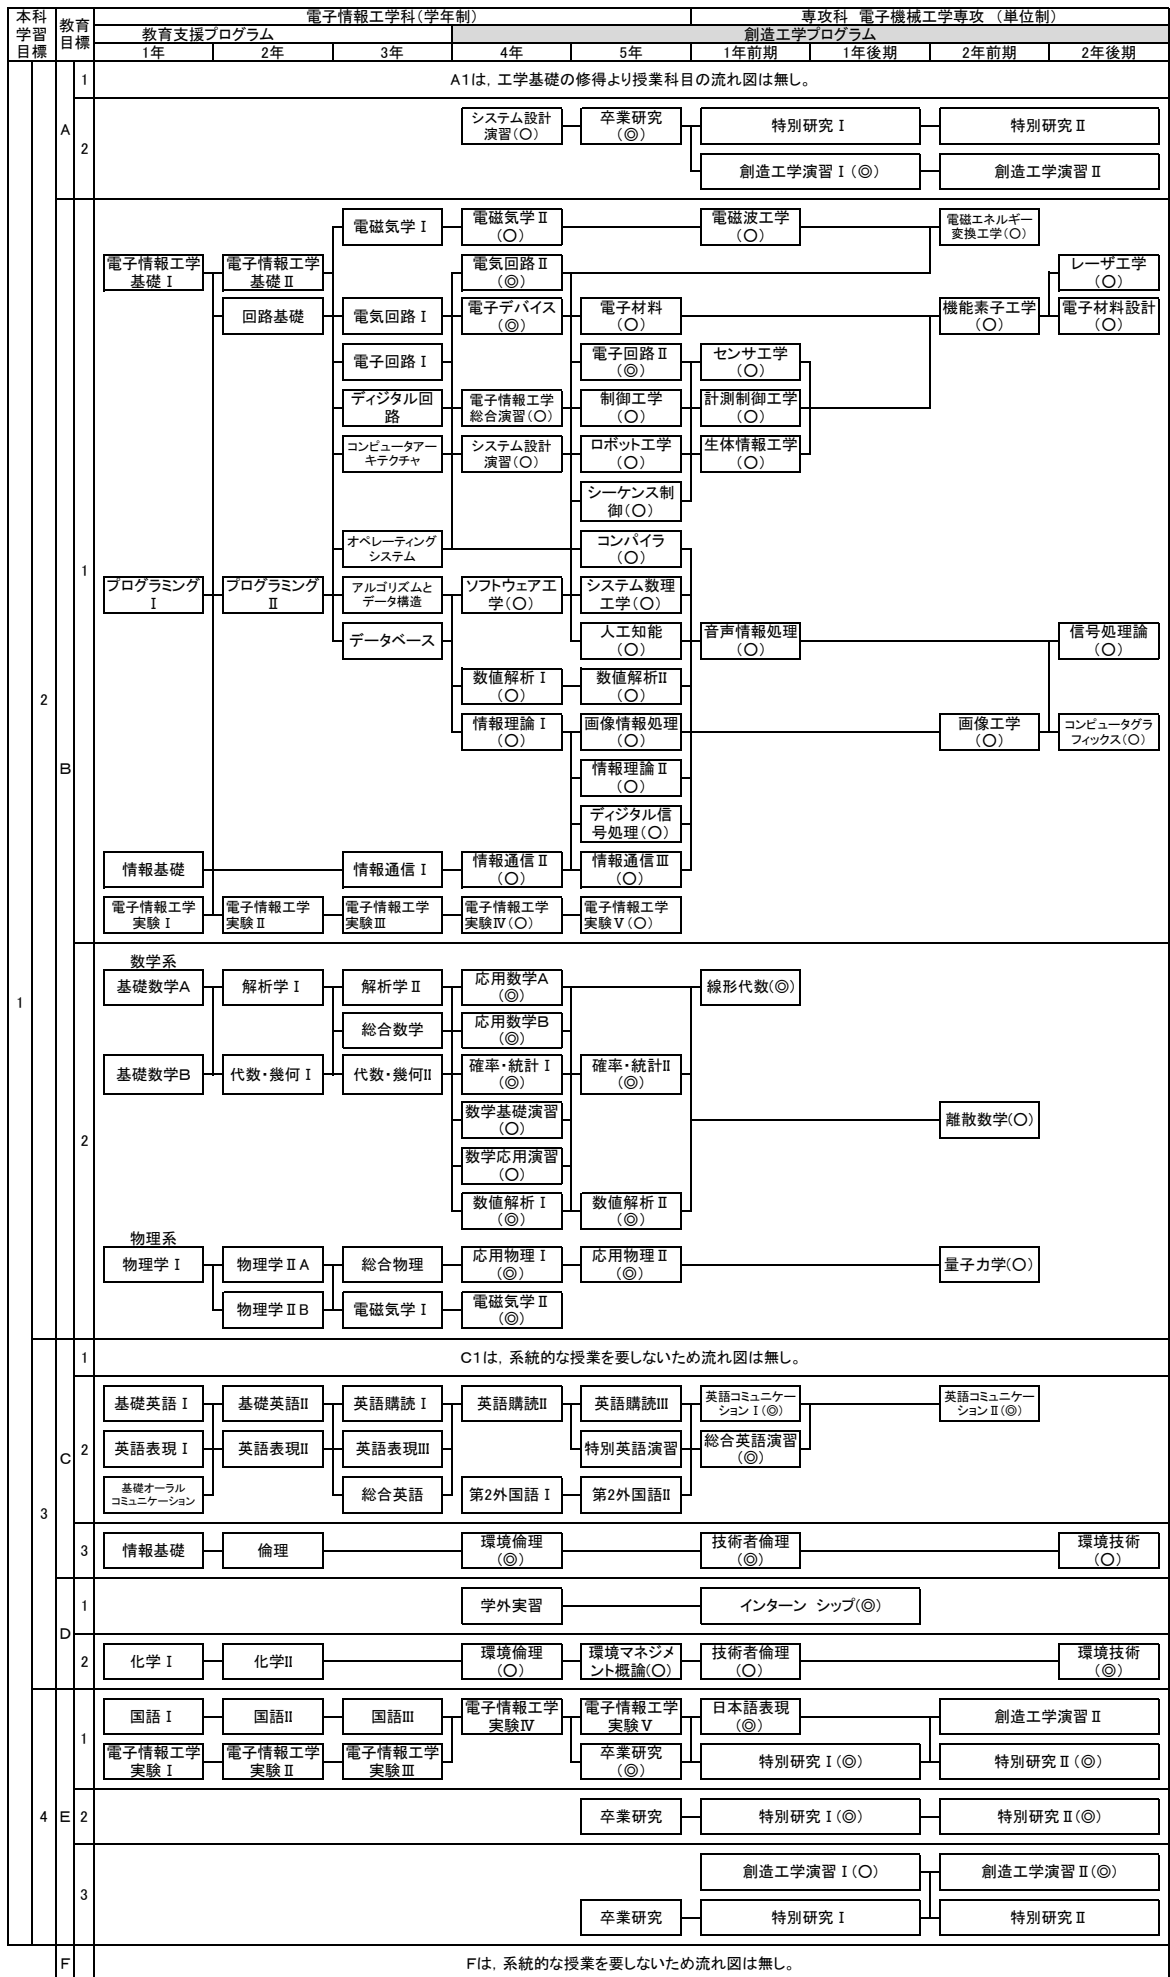 本科 学習 目標
教育 目標
電子情報工学科(学年制)
専攻科 電子機械工学専攻 (単位制)
教育支援プログラム
創造工学プログラム
1年 2年 3年 4年 5年 1年前期 1年後期 2年前期 2年後期
1
2
3
4
A
1
A1は, 工学基礎の修得より授業科目の流れ図は無し。
2
システム設計
演習(○)
卒業研究
(◎)
特別研究Ⅰ
特別研究Ⅱ
創造工学演習Ⅰ(◎)
創造工学演習Ⅱ
B
1
電磁気学Ⅰ
電磁気学Ⅱ
(○)
電磁波工学
(○)
電磁エネルギー
変換工学(○)
電子情報工学
基礎Ⅰ
電子情報工学
基礎Ⅱ
電気回路Ⅱ
(◎)
レーザ工学
(○)
回路基礎
電気回路Ⅰ
電子デバイス
(◎)
電子材料
(○)
機能素子工学
(○)
電子材料設計
(○)
電子回路Ⅰ
電子回路Ⅱ
(◎)
センサ工学
(○)
ディジタル回
路
電子情報工学
総合演習(○)
制御工学
(○)
計測制御工学
(○)
コンピュータアー
キテクチャ
システム設計
演習(○)
ロボット工学
(○)
生体情報工学
(○)
シーケンス制
御(○)
オペレーティング
システム
コンパイラ
(○)
プログラミング
Ⅰ
プログラミング
Ⅱ
アルゴリズムと
データ構造
ソフトウェア工
学(○)
システム数理
工学(○)
データベース
人工知能
(○)
音声情報処理
(○)
信号処理論
(○)
数値解析Ⅰ
(○)
数値解析II
(○)
情報理論Ⅰ
(○)
画像情報処理
(○)
画像工学
(○)
コンピュータグラ
フィックス(○)
情報理論Ⅱ
(○)
ディジタル信
号処理(○)
情報基礎
情報通信Ⅰ
情報通信Ⅱ
(○)
情報通信Ⅲ
(○)
電子情報工学
実験Ⅰ
電子情報工学
実験Ⅱ
電子情報工学
実験Ⅲ
電子情報工学
実験Ⅳ(○)
電子情報工学
実験Ⅴ(○)
2
数学系
基礎数学A
解析学Ⅰ
解析学Ⅱ
応用数学A
(◎)
線形代数(◎)
総合数学
応用数学B
(◎)
基礎数学B
代数・幾何Ⅰ
代数・幾何II
確率・統計Ⅰ
(◎)
確率・統計II
(◎)
数学基礎演習
(○)
離散数学(○)
数学応用演習
(○)
数値解析Ⅰ
(◎)
数値解析Ⅱ
(◎)
物理系
物理学Ⅰ
物理学ⅡA
総合物理
応用物理Ⅰ
(◎)
応用物理Ⅱ
(◎)
量子力学(○)
物理学ⅡB
電磁気学Ⅰ
電磁気学Ⅱ
(◎)
C
1
C1は, 系統的な授業を要しないため流れ図は無し。
2
基礎英語Ⅰ
基礎英語II
英語購読Ⅰ
英語購読II
英語購読III
英語コミュニケー
ションⅠ(◎)
英語コミュニケー
ションⅡ(◎)
英語表現Ⅰ
英語表現II
英語表現III
特別英語演習
総合英語演習
(◎)
基礎オーラル
コミュニケーション
総合英語
第2外国語Ⅰ
第2外国語II
3
情報基礎
倫理
環境倫理
(◎)
技術者倫理
(◎)
環境技術
(○)
D
1
学外実習
インターン シップ(◎)
2
化学Ⅰ
化学II
環境倫理
(○)
環境マネジメ
ント概論(○)
技術者倫理
(○)
環境技術
(◎)
E
1
国語Ⅰ
国語II
国語III
電子情報工学
実験Ⅳ
電子情報工学
実験Ⅴ
日本語表現
(◎)
創造工学演習Ⅱ
電子情報工学
実験Ⅰ
電子情報工学
実験Ⅱ
電子情報工学
実験Ⅲ
卒業研究
(◎)
特別研究Ⅰ(◎)
特別研究Ⅱ(◎)
2
卒業研究
特別研究Ⅰ(◎)
特別研究Ⅱ(◎)
3
創造工学演習Ⅰ(○)
創造工学演習Ⅱ(◎)
卒業研究
特別研究Ⅰ
特別研究Ⅱ
F
Fは, 系統的な授業を要しないため流れ図は無し。